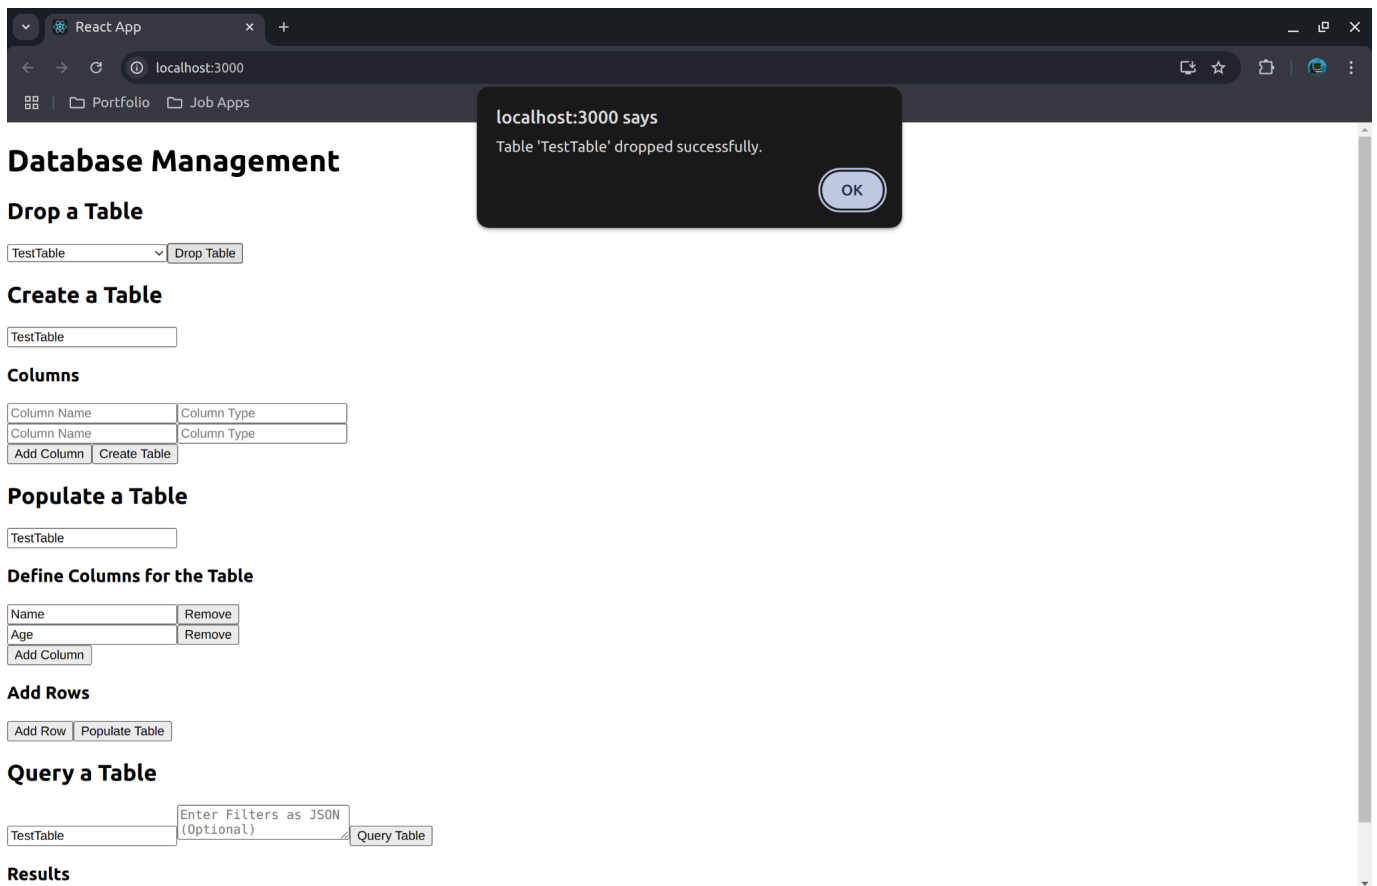 React App
localhost:3000
Portfolio Job Apps
localhost:3000 says
Table 'TestTable' dropped successfully.
OK
Database Management
Drop a Table
TestTable Drop Table
Create a Table
TestTable
Columns
Column Name Column Type
Column Name Column Type
Add Column Create Table
Populate a Table
TestTable
Define Columns for the Table
Name Remove
Age Remove
Add Column
Add Rows
Add Row Populate Table
Query a Table
Enter Filters as JSON
(Optional)
TestTable Query Table
Results